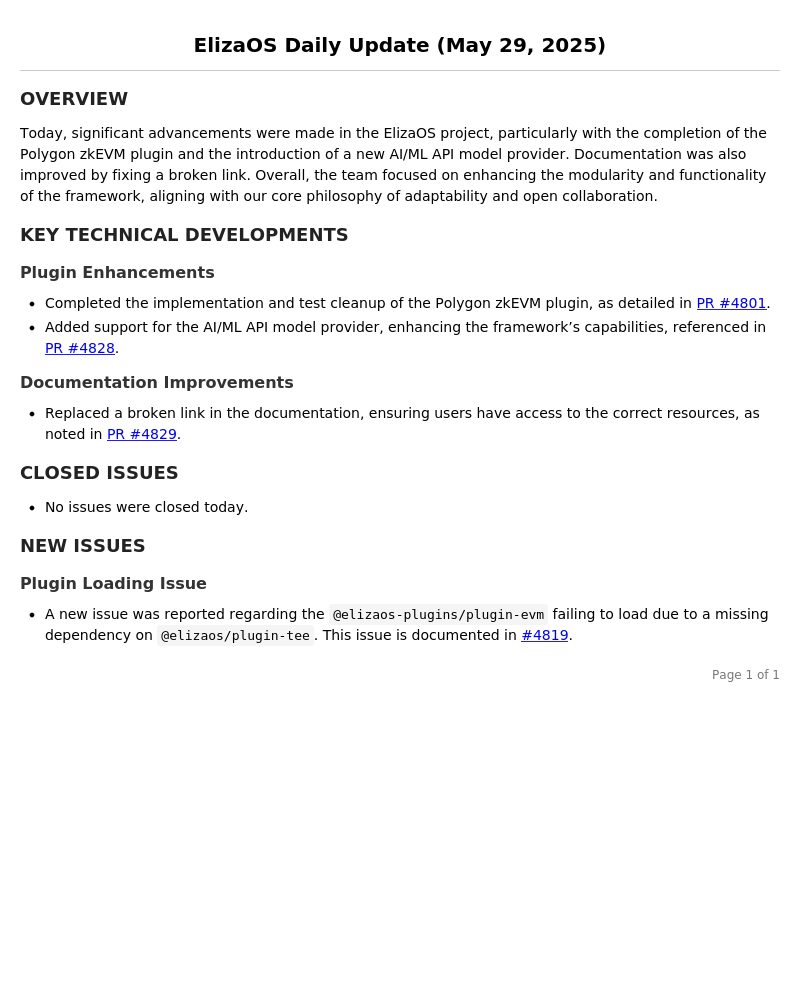 ElizaOS Daily Update (May 29, 2025)
OVERVIEW
Today, significant advancements were made in the ElizaOS project, particularly with the completion of the
Polygon zkEVM plugin and the introduction of a new AI/ML API model provider. Documentation was also
improved by fixing a broken link. Overall, the team focused on enhancing the modularity and functionality
of the framework, aligning with our core philosophy of adaptability and open collaboration.
KEY TECHNICAL DEVELOPMENTS
Plugin Enhancements
• Completed the implementation and test cleanup of the Polygon zkEVM plugin, as detailed in PR #4801.
• Added support for the AI/ML API model provider, enhancing the framework’s capabilities, referenced in
PR #4828.
Documentation Improvements
• Replaced a broken link in the documentation, ensuring users have access to the correct resources, as
noted in PR #4829.
CLOSED ISSUES
• No issues were closed today.
NEW ISSUES
Plugin Loading Issue
• A new issue was reported regarding the @elizaos-plugins/plugin-evm failing to load due to a missing
dependency on @elizaos/plugin-tee. This issue is documented in #4819.
Page 1 of 1